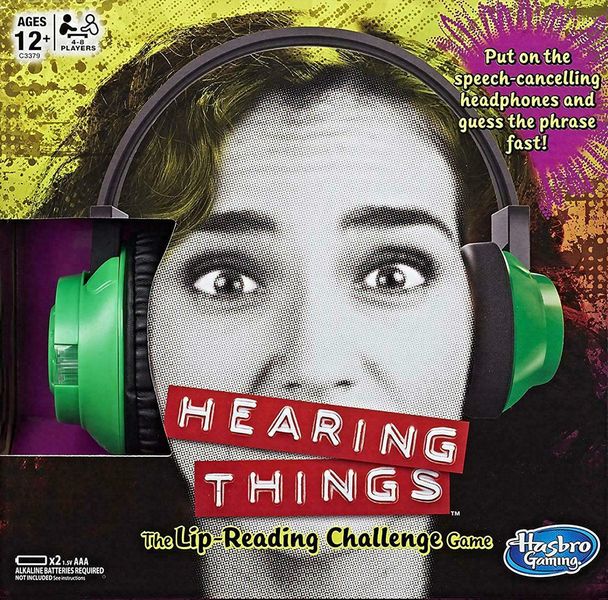 AGES
12+
C3379
4-8
PLAYERS
Put on the
speech-cancelling
headphones and
guess the phrase
fast!
HEARING
THINGS
TM
The Lip-Reading Challenge Game
x2 1.5V AAA
ALKALINE BATTERIES REQUIRED
NOT INCLUDED See instructions
Hasbro
Gaming